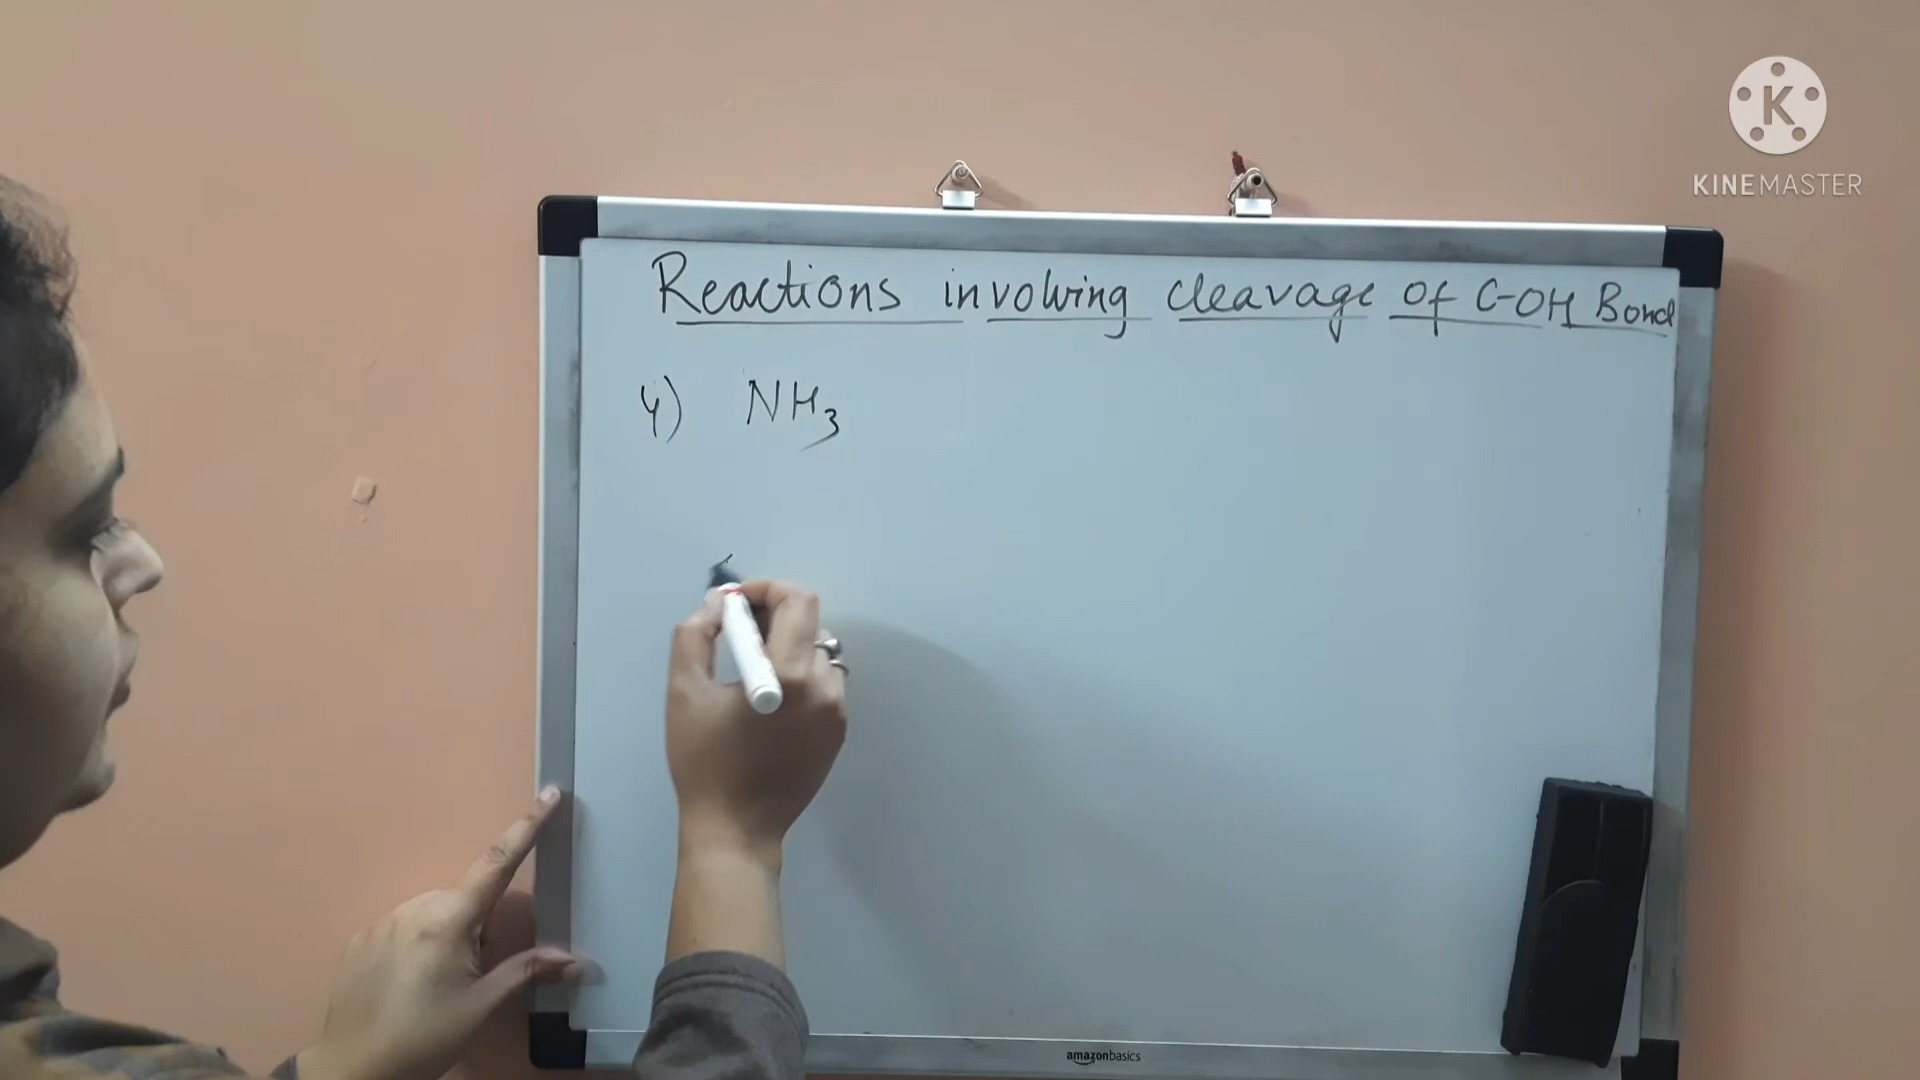 KINEMASTER
Reactions involving cleavage of C-OH Bond
4) NH3
amazonbasics